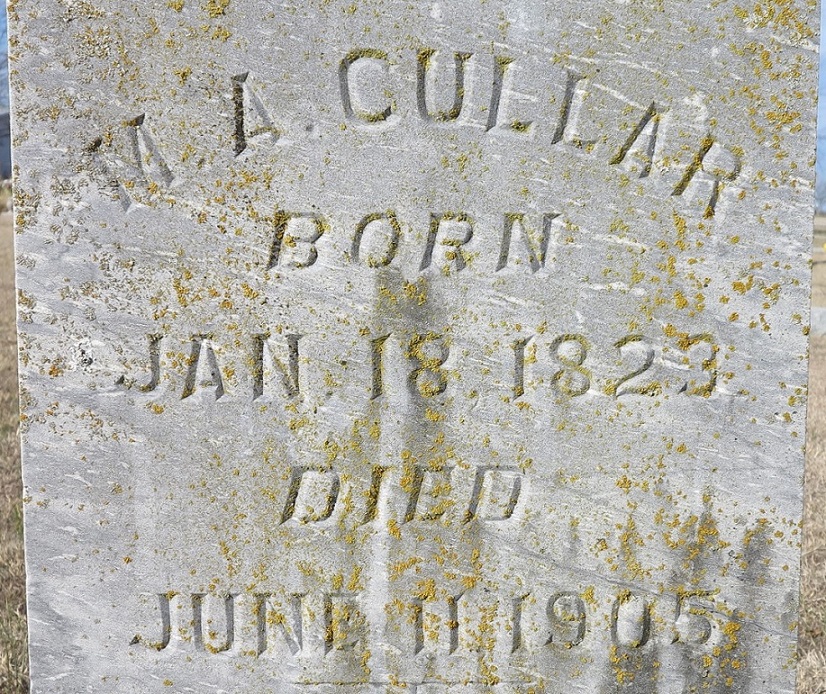 M A. CULLAR
BORN
JAN. 18, 1823
DIED
JUNE 11, 1905